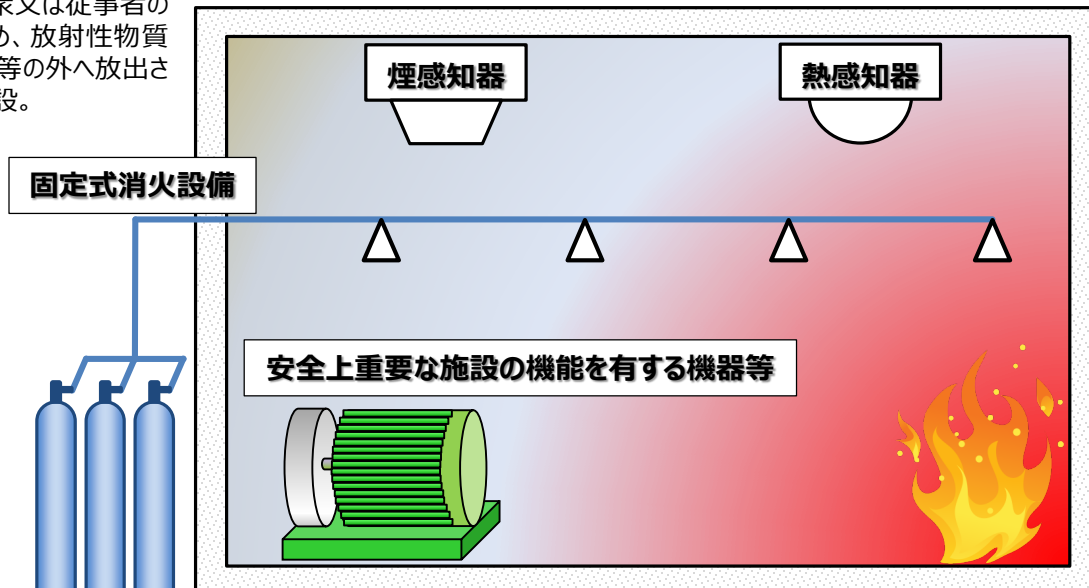 衆又は従事者の
め、放射性物質
等の外へ放出さ
設。
煙感知器
熱感知器
固定式消火設備
安全上重要な施設の機能を有する機器等